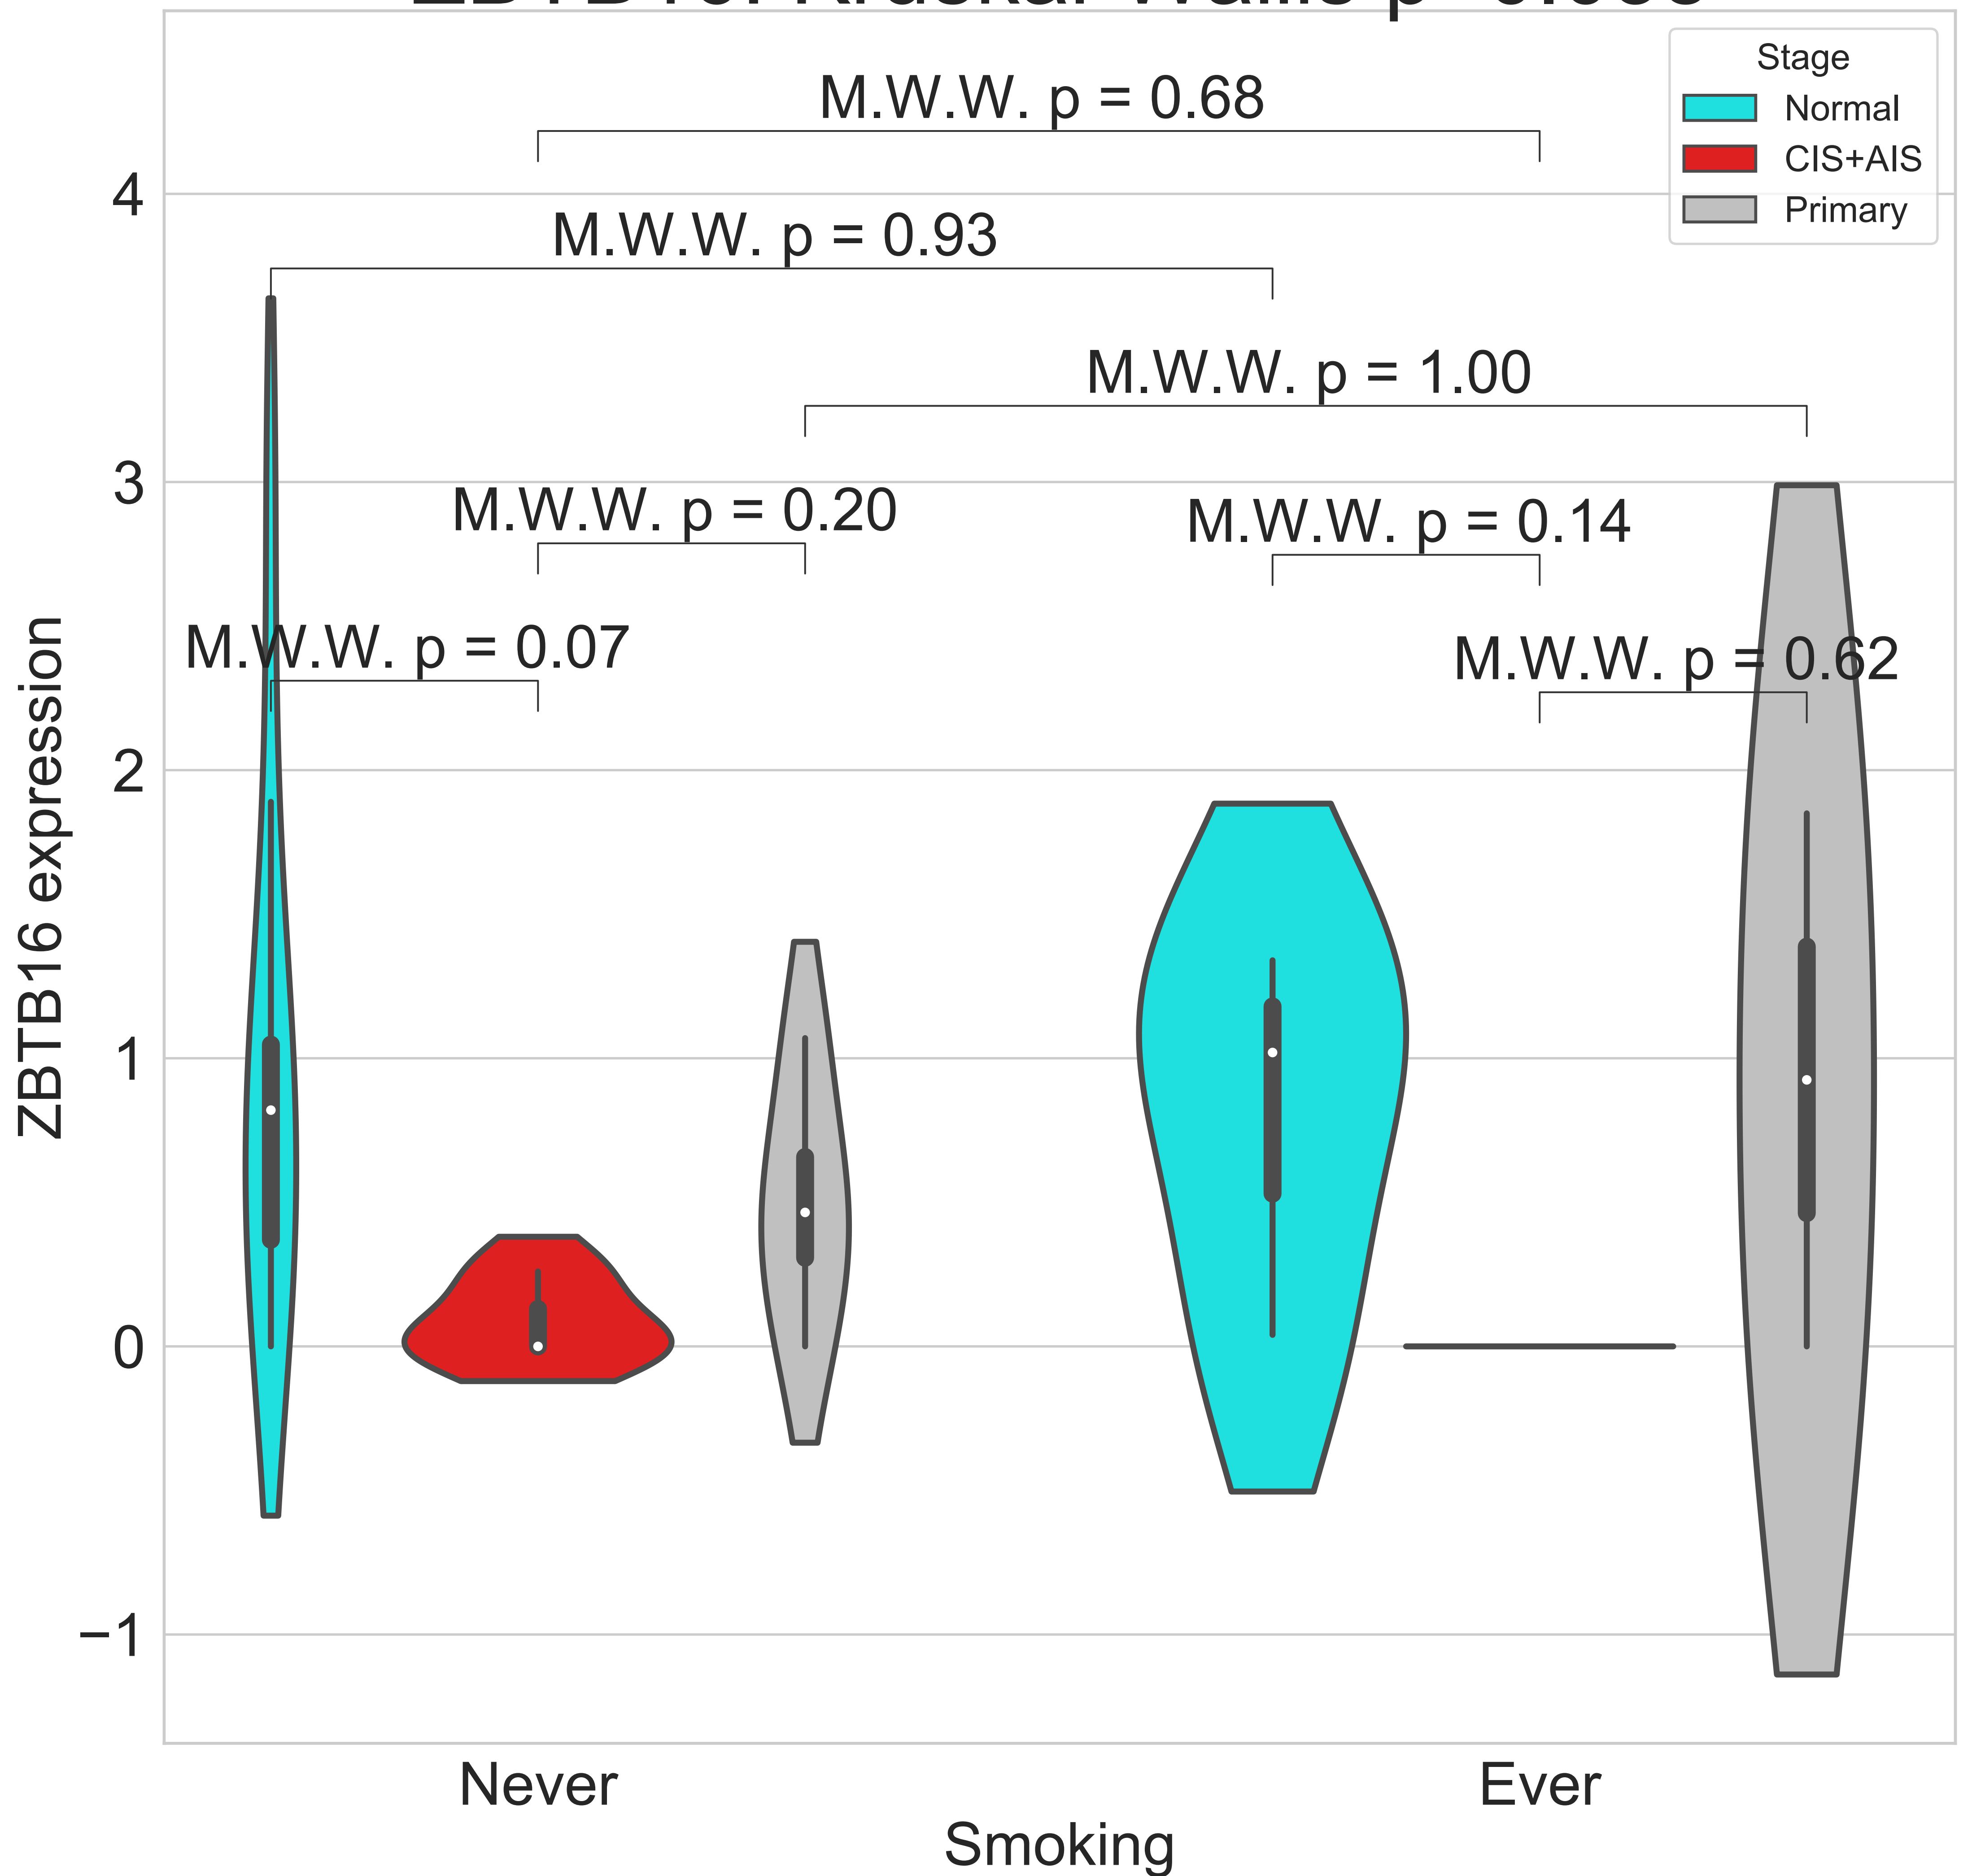 Stage
Normal
CIS+AIS
Primary
M.W.W. p = 0.68
M.W.W. p = 0.93
M.W.W. p = 1.00
M.W.W. p = 0.20
M.W.W. p = 0.14
M.W.W. p = 0.07
M.W.W. p = 0.62
4
3
2
1
0
−1
ZBTB16 expression
Never
Ever
Smoking